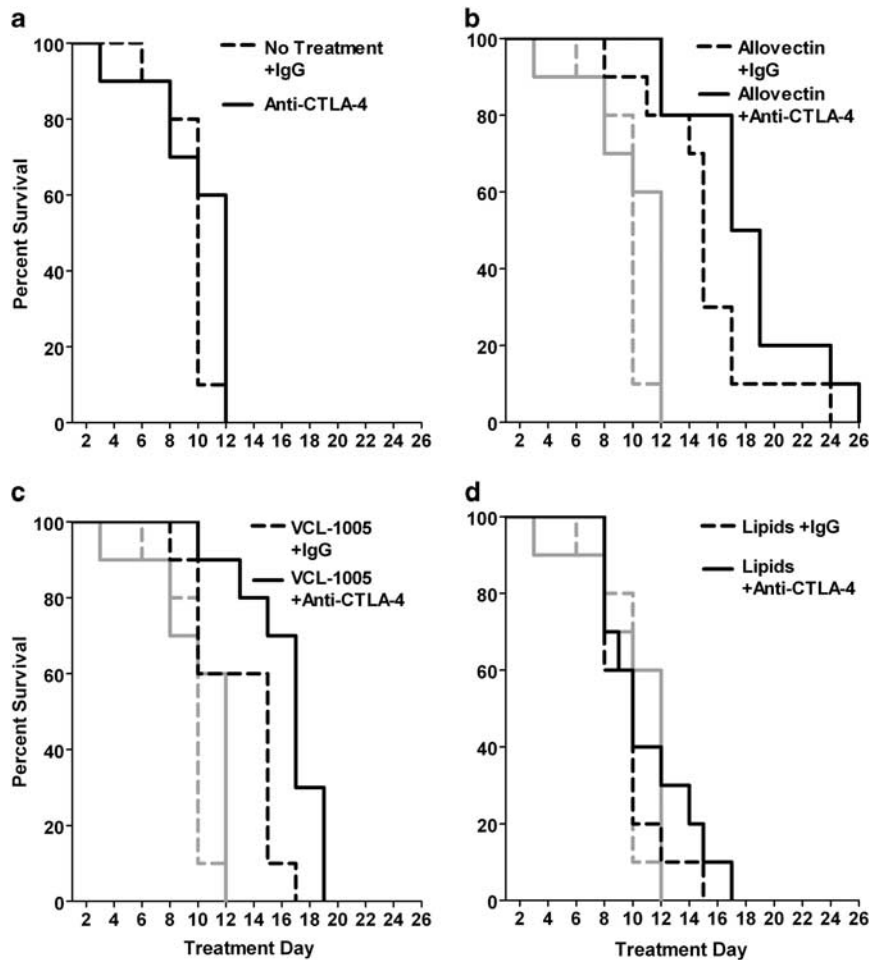 a
100
80
60
40
20
0
Percent Survival
No Treatment
+IgG
Anti-CTLA-4
2 4 6 8 10 12 14 16 18 20 22 24 26
b
100
80
60
40
20
0
Allovectin
+IgG
Allovectin
+Anti-CTLA-4
2 4 6 8 10 12 14 16 18 20 22 24 26
c
100
80
60
40
20
0
Percent Survival
VCL-1005
+IgG
VCL-1005
+Anti-CTLA-4
2 4 6 8 10 12 14 16 18 20 22 24 26
Treatment Day
d
100
80
60
40
20
0
Lipids +IgG
Lipids
+Anti-CTLA-4
2 4 6 8 10 12 14 16 18 20 22 24 26
Treatment Day